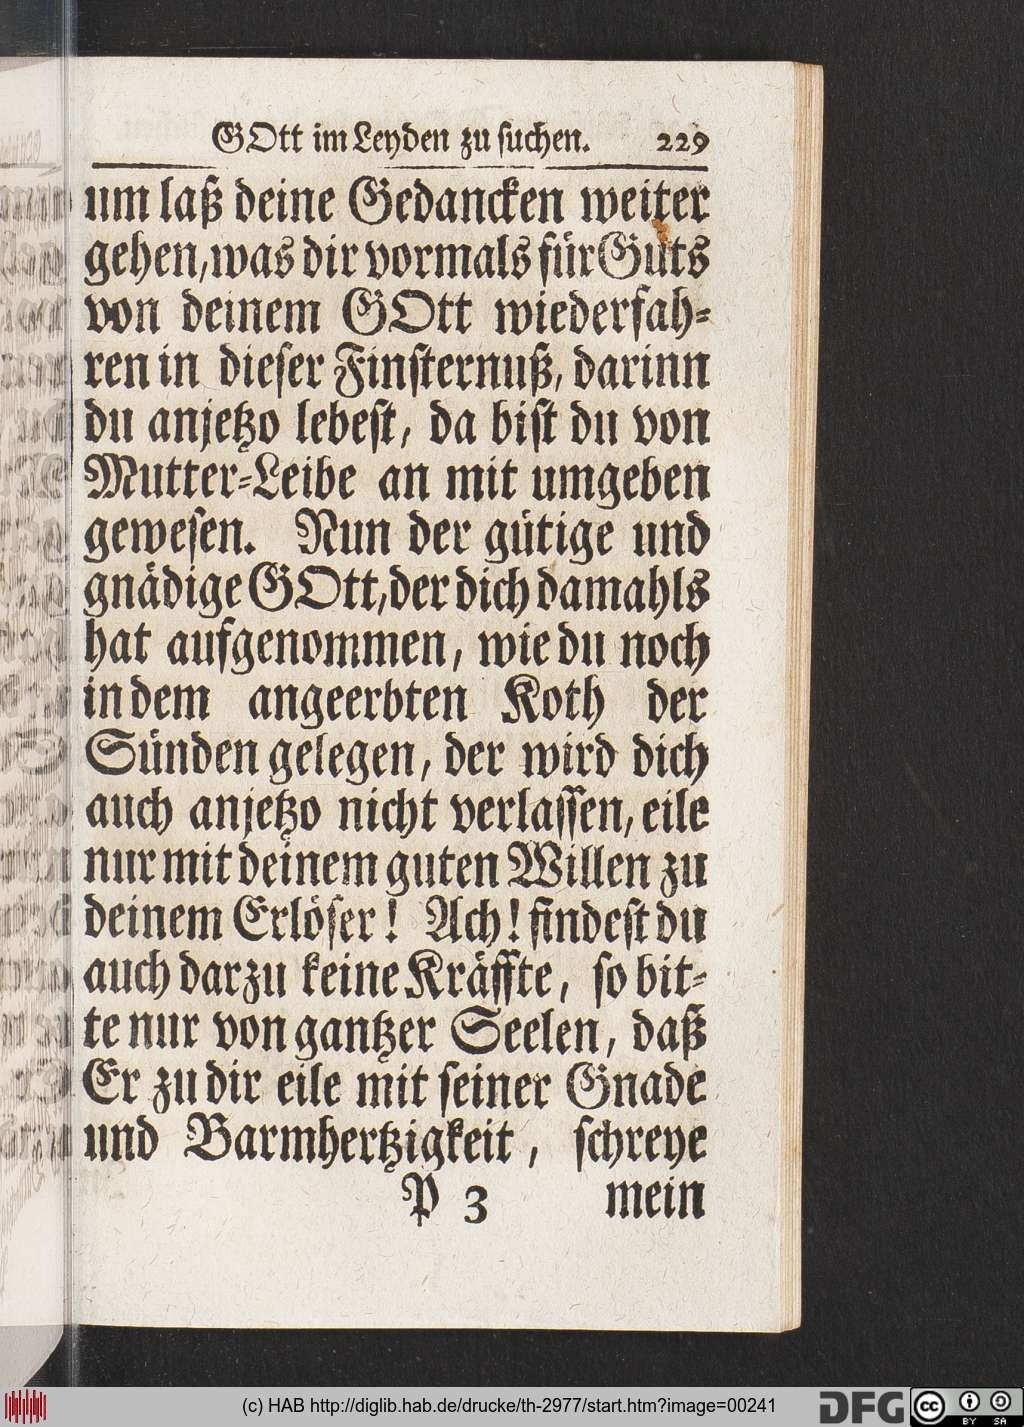 GOtt im Leyden zu suchen. 229
um laß deine Gedancken weiter
gehen, was dir vormals für Guts
von deinem GOtt wiederfah-
ren in dieser Finsternuß, darinn
du anjetzo lebest, da bist du von
Mutter-Leibe an mit umgeben
gewesen. Nun der gütige und
gnädige GOtt, der dich damahls
hat aufgenommen, wie du noch
in dem angeerbten Koth der
Sünden gelegen, der wird dich
auch anjetzo nicht verlassen, eile
nur mit deinem guten Willen zu
deinem Erlöser! Ach! findest du
auch darzu keine Kräffte, so bit-
te nur von gantzer Seelen, daß
Er zu dir eile mit seiner Gnade
und Barmhertzigkeit, schreye
P 3 mein
(c) HAB http://diglib.hab.de/drucke/th-2977/start.htm?image=00241
DFG
cc BY SA